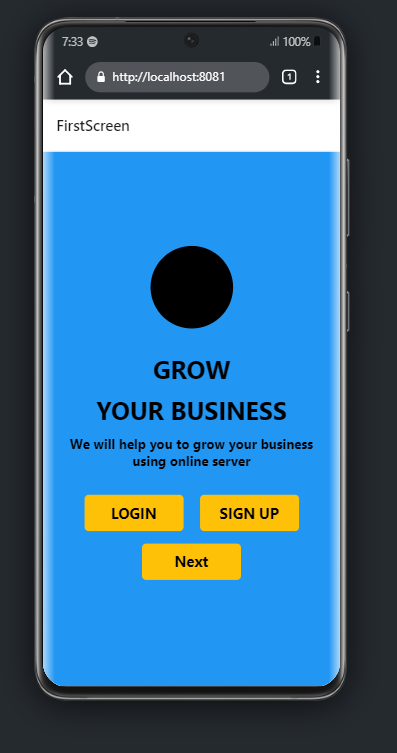 7:33 100%
http://localhost:8081 1
FirstScreen
GROW
YOUR BUSINESS
We will help you to grow your business
using online server
LOGIN SIGN UP
Next